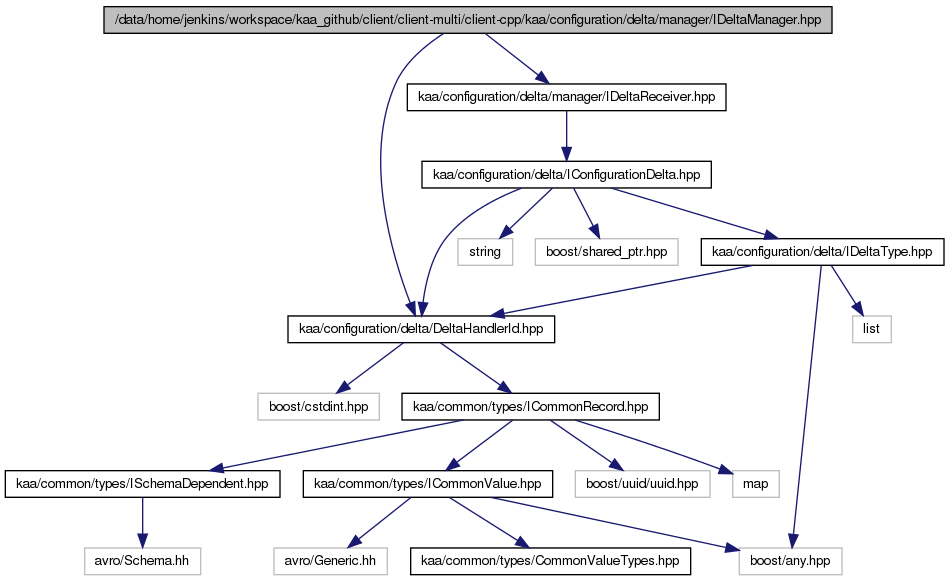 /data/home/jenkins/workspace/kaa_github/client/client-multi/client-cpp/kaa/configuration/delta/manager/IDeltaManager.hpp
kaa/configuration/delta/manager/IDeltaReceiver.hpp
kaa/configuration/delta/IConfigurationDelta.hpp
string
boost/shared_ptr.hpp
kaa/configuration/delta/IDeltaType.hpp
kaa/configuration/delta/DeltaHandlerId.hpp
list
boost/cstdint.hpp
kaa/common/types/ICommonRecord.hpp
kaa/common/types/ISchemaDependent.hpp
kaa/common/types/ICommonValue.hpp
boost/uuid/uuid.hpp
map
avro/Schema.hh
avro/Generic.hh
kaa/common/types/CommonValueTypes.hpp
boost/any.hpp